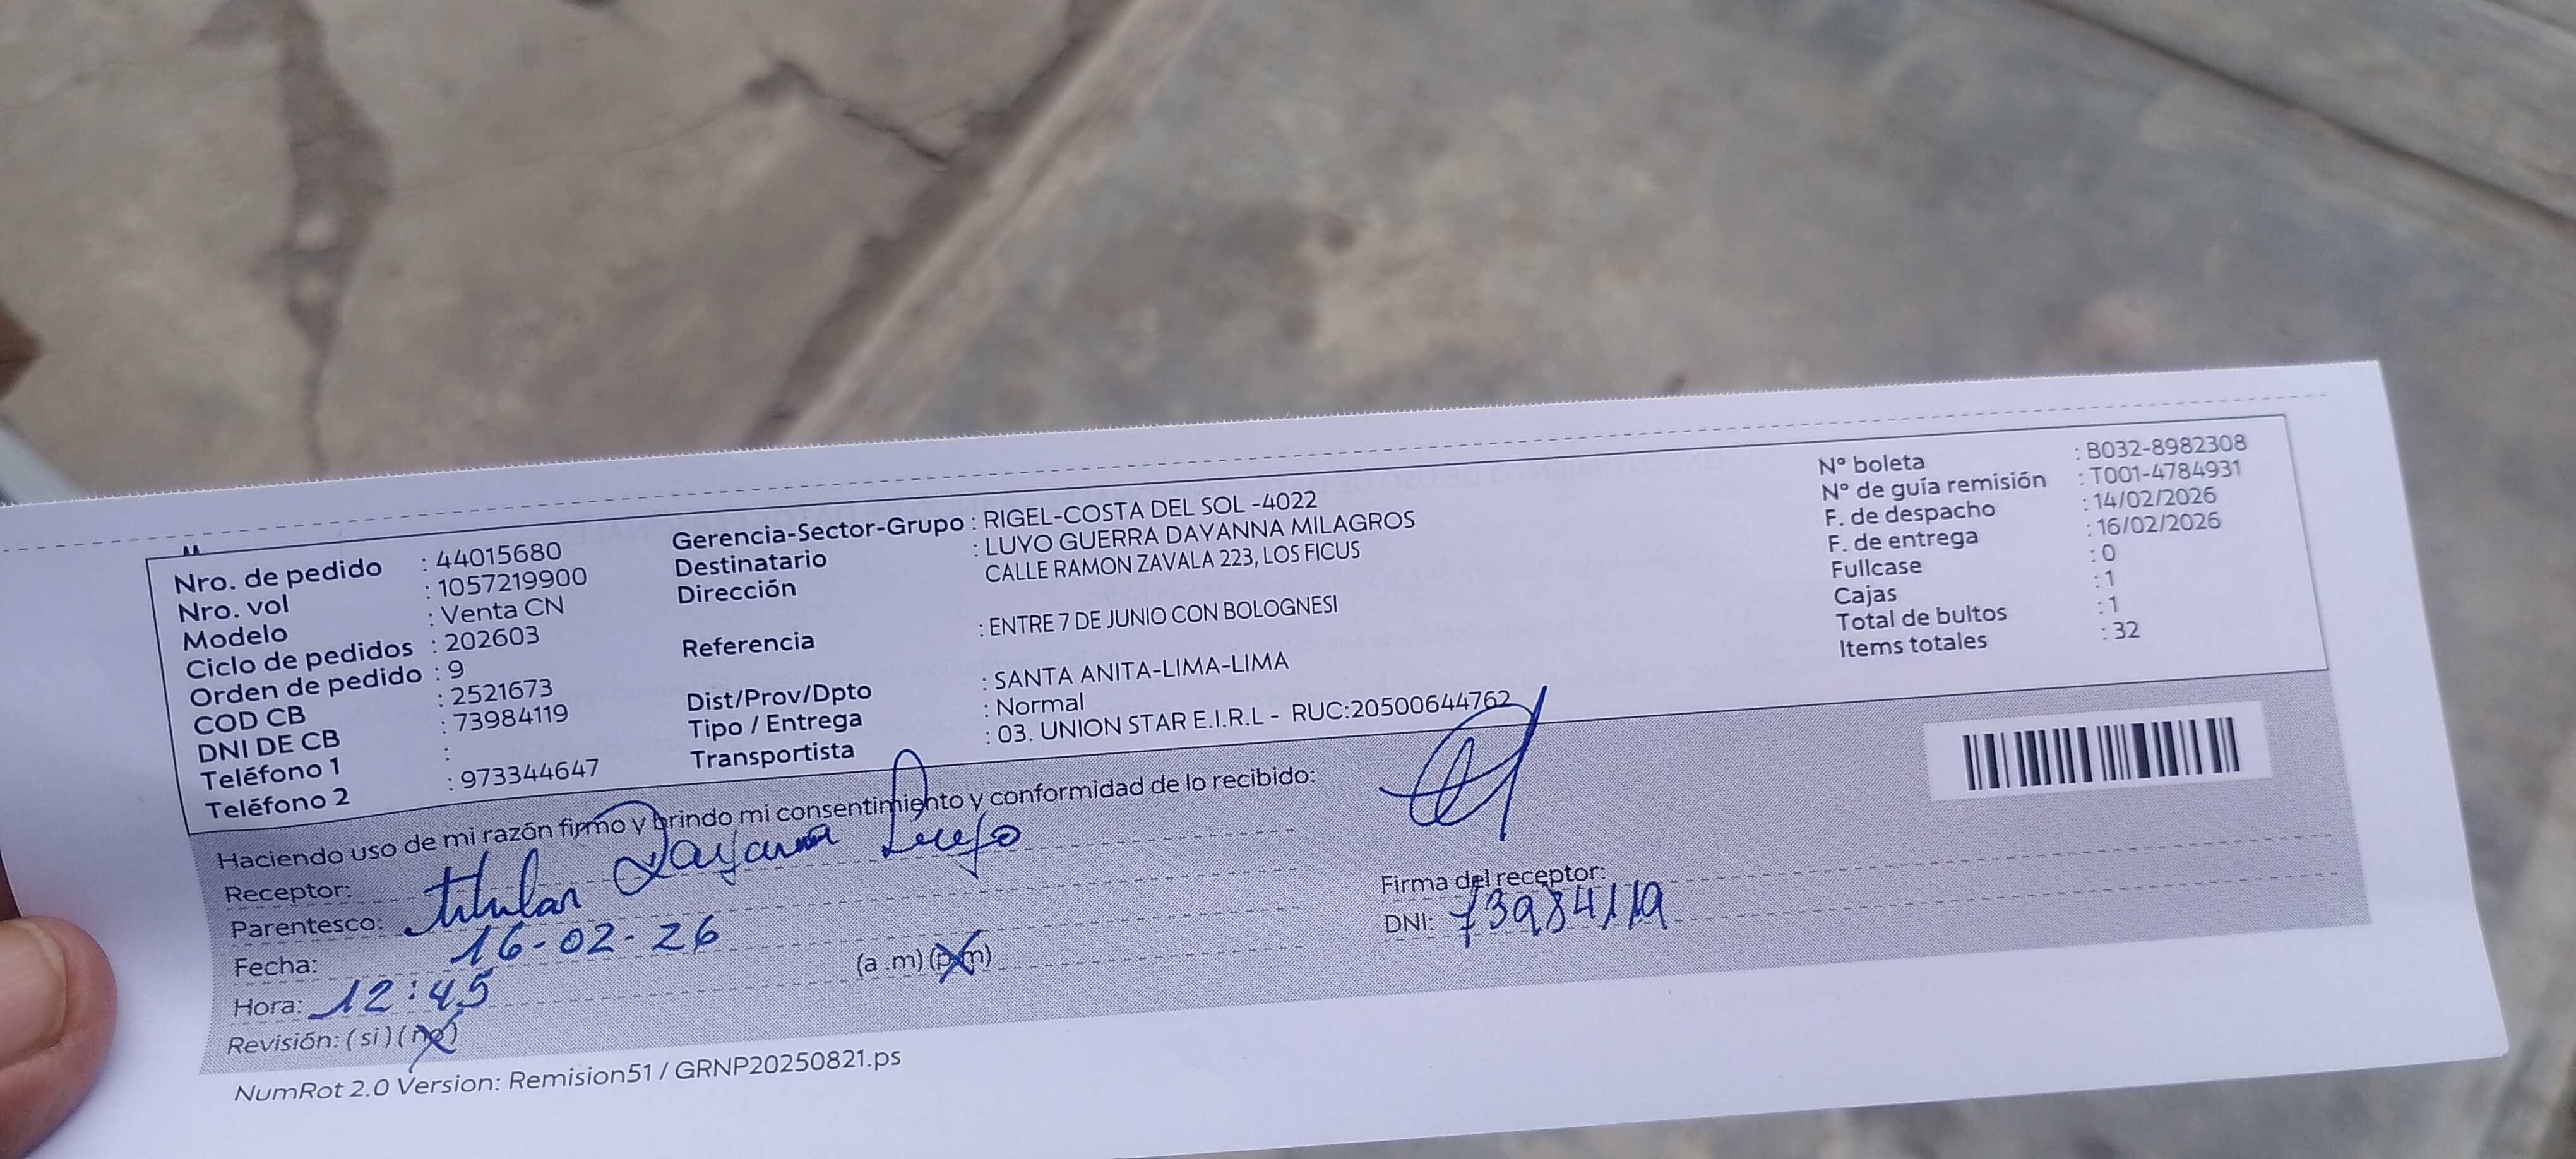 Nro. de pedido : 44015680
Nro. vol : 1057219900
Modelo : Venta CN
Ciclo de pedidos : 202603
Orden de pedido : 9
COD CB : 2521673
DNI DE CB : 73984119
Teléfono 1 :
Teléfono 2 : 973344647
Gerencia-Sector-Grupo : RIGEL-COSTA DEL SOL -4022
Destinatario : LUYO GUERRA DAYANNA MILAGROS
Dirección CALLE RAMON ZAVALA 223, LOS FICUS
Referencia : ENTRE 7 DE JUNIO CON BOLOGNESI
Dist/Prov/Dpto : SANTA ANITA-LIMA-LIMA
Tipo / Entrega : Normal
Transportista : 03. UNION STAR E.I.R.L - RUC:20500644762
N° boleta : B032-8982308
N° de guía remisión : T001-4784931
F. de despacho : 14/02/2026
F. de entrega : 16/02/2026
Fullcase : 0
Cajas : 1
Total de bultos : 1
Items totales : 32
Haciendo uso de mi razón firmo y brindo mi consentimiento y conformidad de lo recibido:
Receptor: Dayana Luyo
Parentesco: titular
Fecha: 16-02-26
Hora: 12:45 (a .m) (p.m)
Revisión: (si) (no)
Firma del receptor:
DNI: 73984119
NumRot 2.0 Version: Remision51 / GRNP20250821.ps